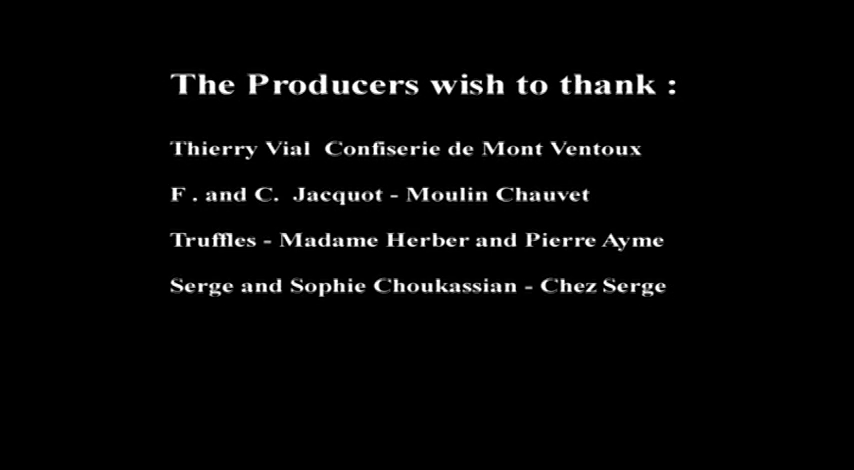 The Producers wish to thank :
Thierry Vial  Confiserie de Mont Ventoux
F . and C.  Jacquot - Moulin Chauvet
Truffles - Madame Herber and Pierre Ayme
Serge and Sophie Choukassian - Chez Serge